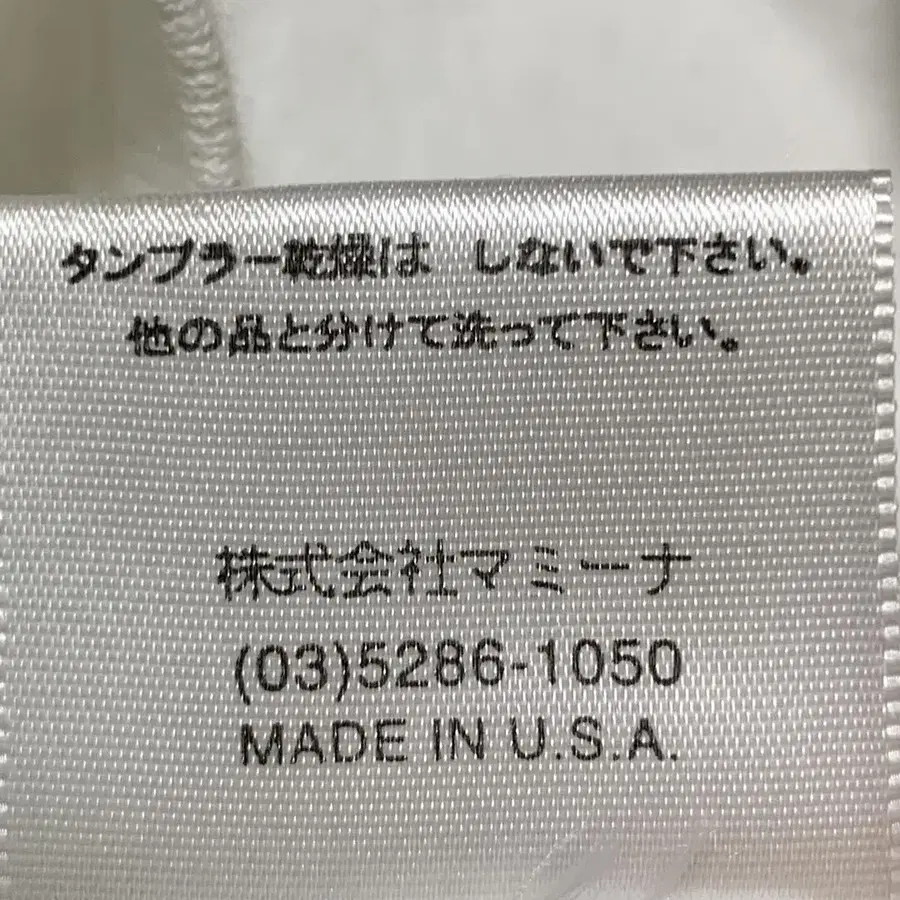 タンブラー乾燥は しないで下さい。
他の品と分けて洗って下さい。
株式会社マミーナ
(03)5286-1050
MADE IN U.S.A.